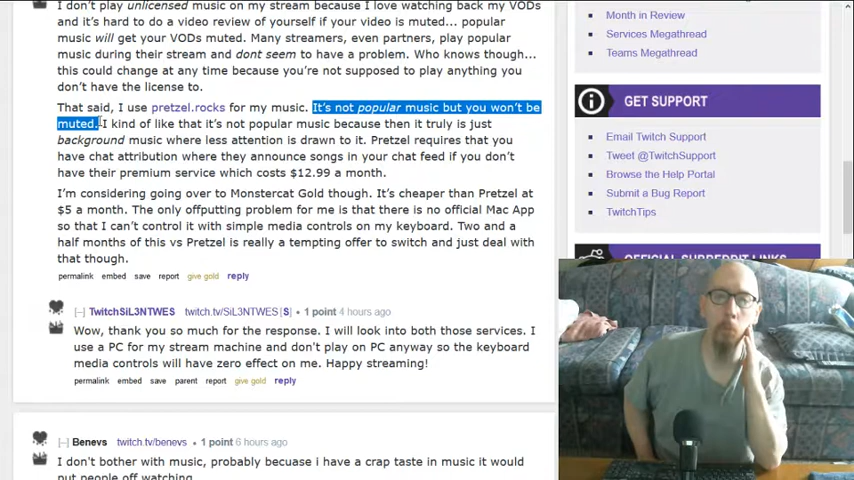 I don't play unlicensed music on my stream because I love watching back my VODs
and it's hard to do a video review of yourself if your video is muted... popular
music will get your VODs muted. Many streamers, even partners, play popular
music during their stream and dont seem to have a problem. Who knows though...
this could change at any time because you're not supposed to play anything you
don't have the license to.
That said, I use pretzel.rocks for my music. It's not popular music but you won't be
muted. I kind of like that it's not popular music because then it truly is just
background music where less attention is drawn to it. Pretzel requires that you
have chat attribution where they announce songs in your chat feed if you don't
have their premium service which costs $12.99 a month.
I'm considering going over to Monstercat Gold though. It's cheaper than Pretzel at
$5 a month. The only offputting problem for me is that there is no official Mac App
so that I can't control it with simple media controls on my keyboard. Two and a
half months of this vs Pretzel is really a tempting offer to switch and just deal with
that though.
permalink embed save report give gold reply
[–] TwitchSiL3NTWES twitch.tv/SiL3NTWES [S] • 1 point 4 hours ago
Wow, thank you so much for the response. I will look into both those services. I
use a PC for my stream machine and don't play on PC anyway so the keyboard
media controls will have zero effect on me. Happy streaming!
permalink embed save parent report give gold reply
[–] Benevs twitch.tv/benevs • 1 point 6 hours ago
I don't bother with music, probably becuase i have a crap taste in music it would
put people off watching.
Month in Review
Services Megathread
Teams Megathread
GET SUPPORT
Email Twitch Support
Tweet @TwitchSupport
Browse the Help Portal
Submit a Bug Report
TwitchTips
OFFICIAL SUBREDDIT LINKS